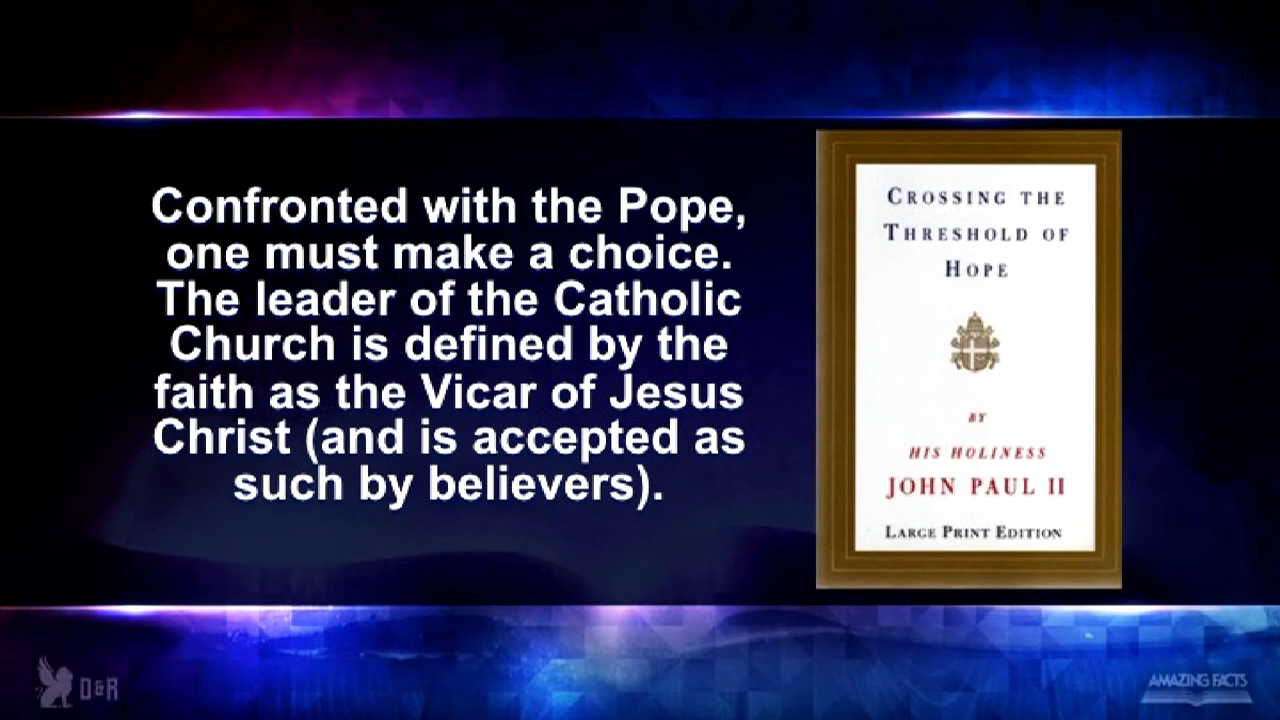 Confronted with the Pope,
one must make a choice.
The leader of the Catholic
Church is defined by the
faith as the Vicar of Jesus
Christ (and is accepted as
such by believers).
CROSSING THE
THRESHOLD OF
HOPE
BY
HIS HOLINESS
JOHN PAUL II
LARGE PRINT EDITION
D&R
AMAZING FACTS